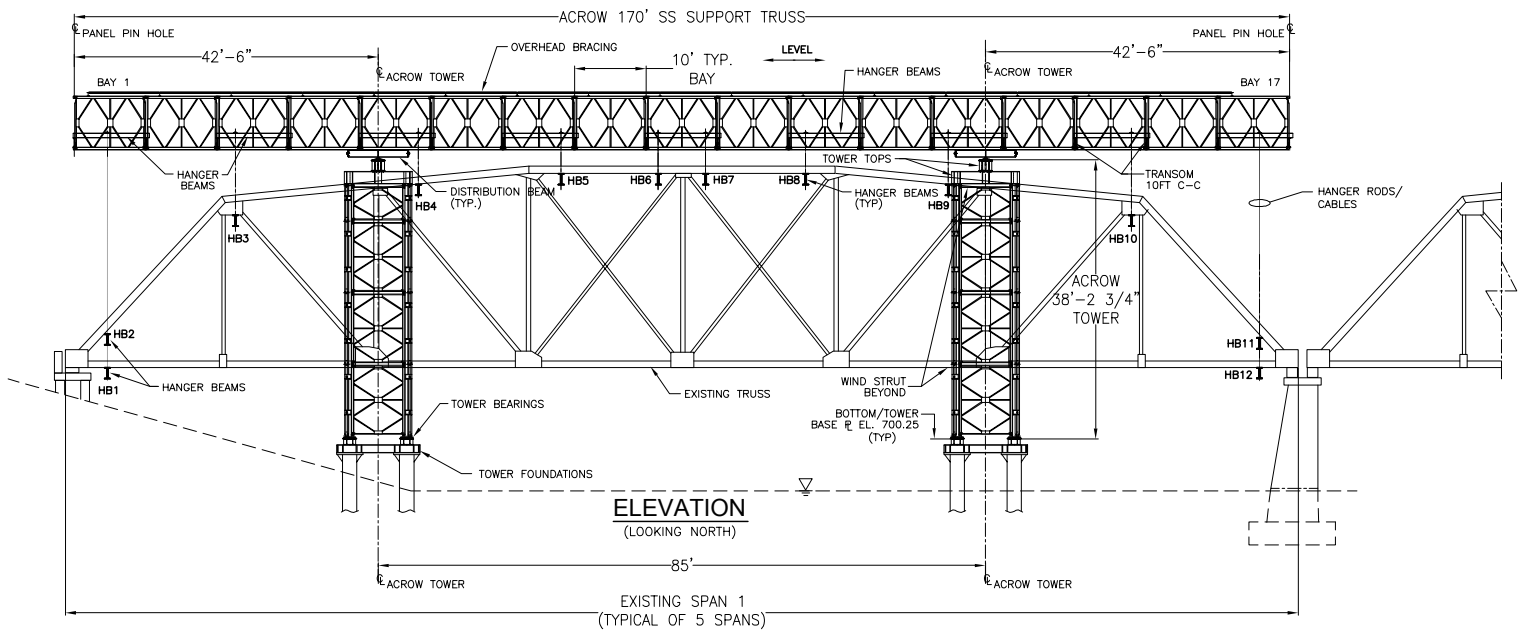 ACROW 170' SS SUPPORT TRUSS
℄ PANEL PIN HOLE
PANEL PIN HOLE ℄
42'-6"
OVERHEAD BRACING
10' TYP.
BAY
LEVEL
42'-6"
BAY 1
℄ ACROW TOWER
HANGER BEAMS
℄ ACROW TOWER
BAY 17
HANGER
BEAMS
DISTRIBUTION BEAM
(TYP.)
TOWER TOPS
HANGER BEAMS
(TYP)
TRANSOM
10FT C-C
HANGER RODS/
CABLES
HB3
HB4
HB5
HB6
HB7
HB8
HB9
HB10
ACROW
38'-2 3/4"
TOWER
HB2
HB11
HB1
HANGER BEAMS
EXISTING TRUSS
WIND STRUT
BEYOND
HB12
TOWER BEARINGS
BOTTOM/TOWER
BASE ⅊ EL. 700.25
(TYP)
TOWER FOUNDATIONS
ELEVATION
(LOOKING NORTH)
85'
℄ ACROW TOWER
℄ ACROW TOWER
EXISTING SPAN 1
(TYPICAL OF 5 SPANS)